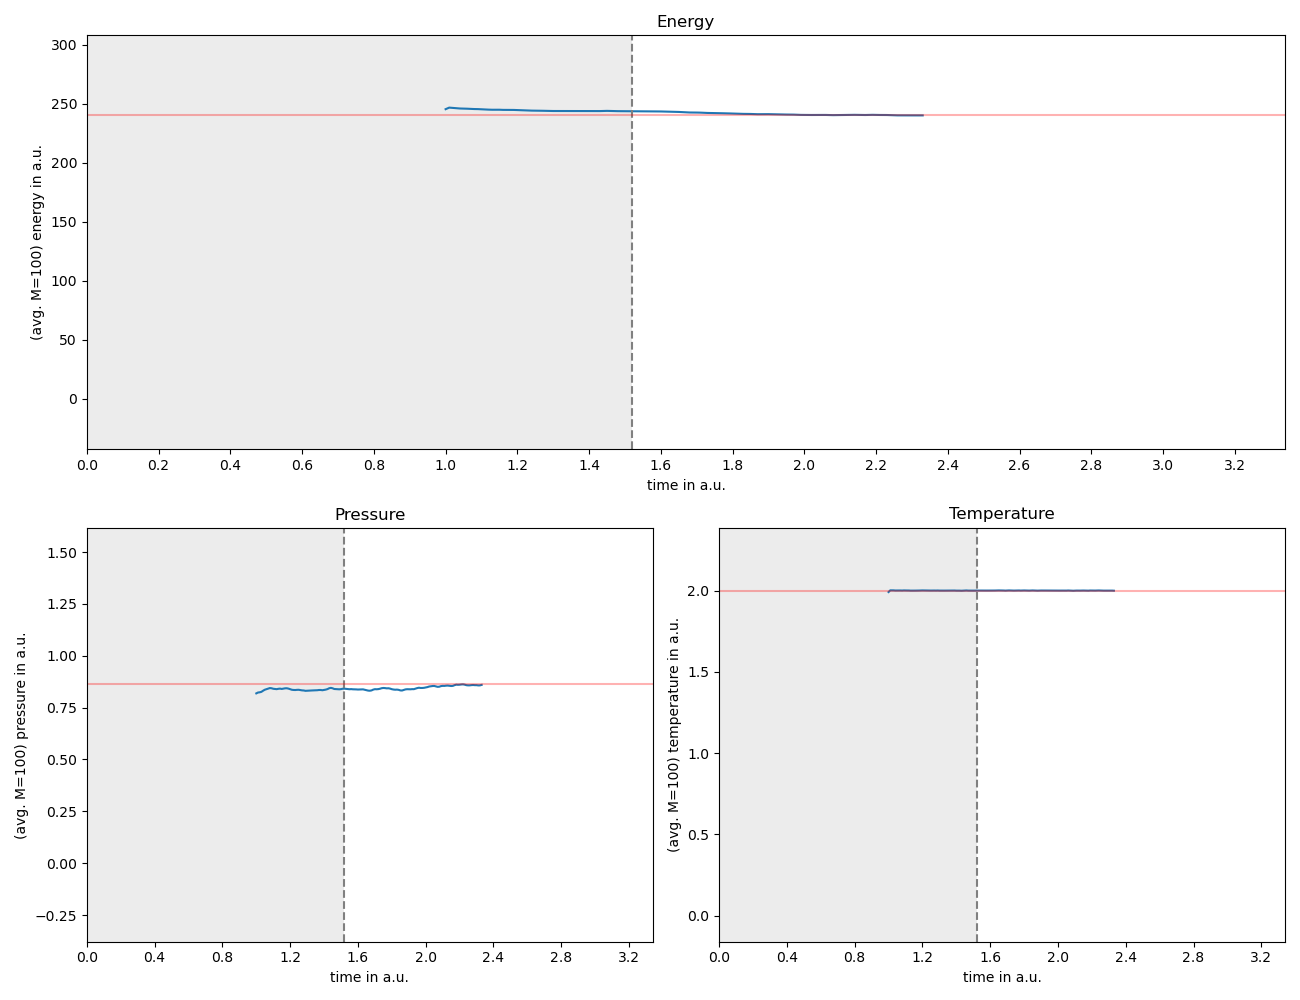 Energy
(avg. M=100) energy in a.u.
300
250
200
150
100
50
0
0.0 0.2 0.4 0.6 0.8 1.0 1.2 1.4 1.6 1.8 2.0 2.2 2.4 2.6 2.8 3.0 3.2
time in a.u.
Pressure
(avg. M=100) pressure in a.u.
1.50
1.25
1.00
0.75
0.50
0.25
0.00
−0.25
0.0 0.4 0.8 1.2 1.6 2.0 2.4 2.8 3.2
time in a.u.
Temperature
(avg. M=100) temperature in a.u.
2.0
1.5
1.0
0.5
0.0
0.0 0.4 0.8 1.2 1.6 2.0 2.4 2.8 3.2
time in a.u.